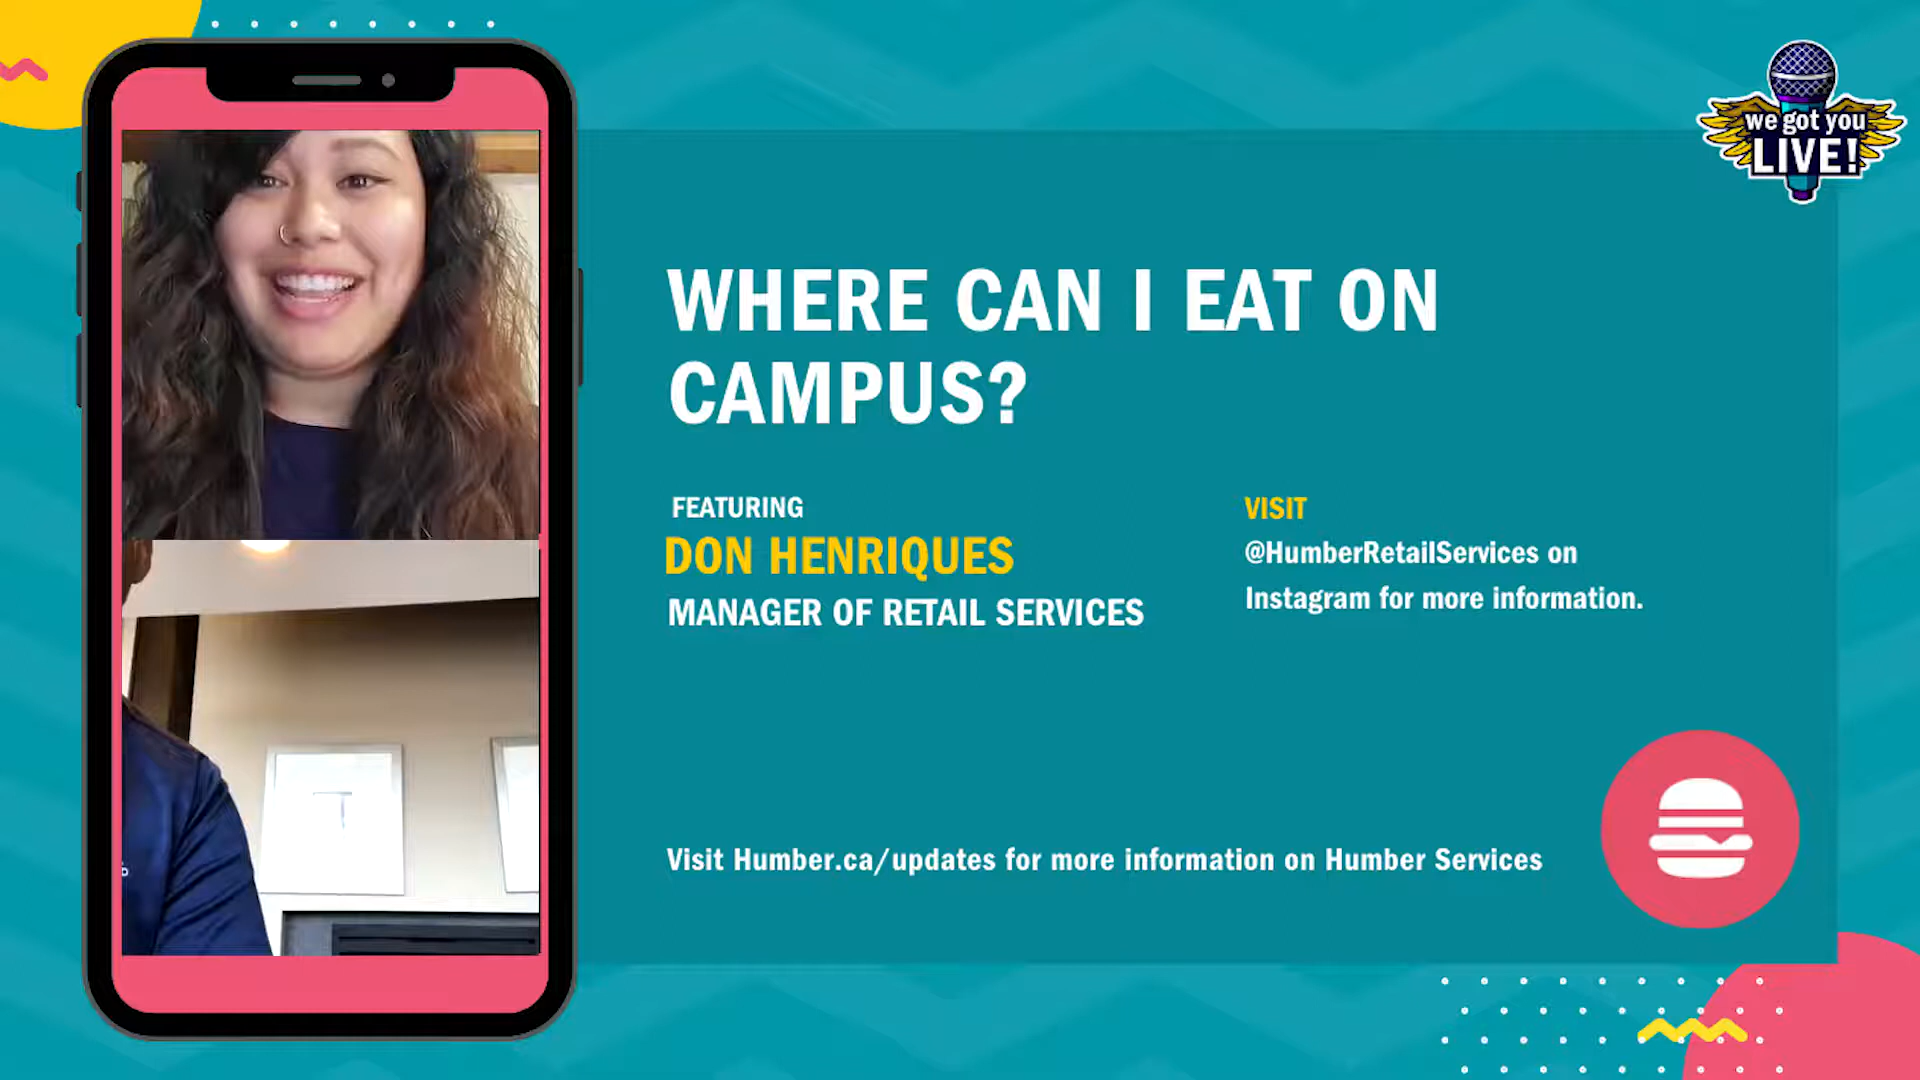 we got you
LIVE!
WHERE CAN I EAT ON
CAMPUS?
FEATURING
DON HENRIQUES
MANAGER OF RETAIL SERVICES
VISIT
@HumberRetailServices on
Instagram for more information.
Visit Humber.ca/updates for more information on Humber Services